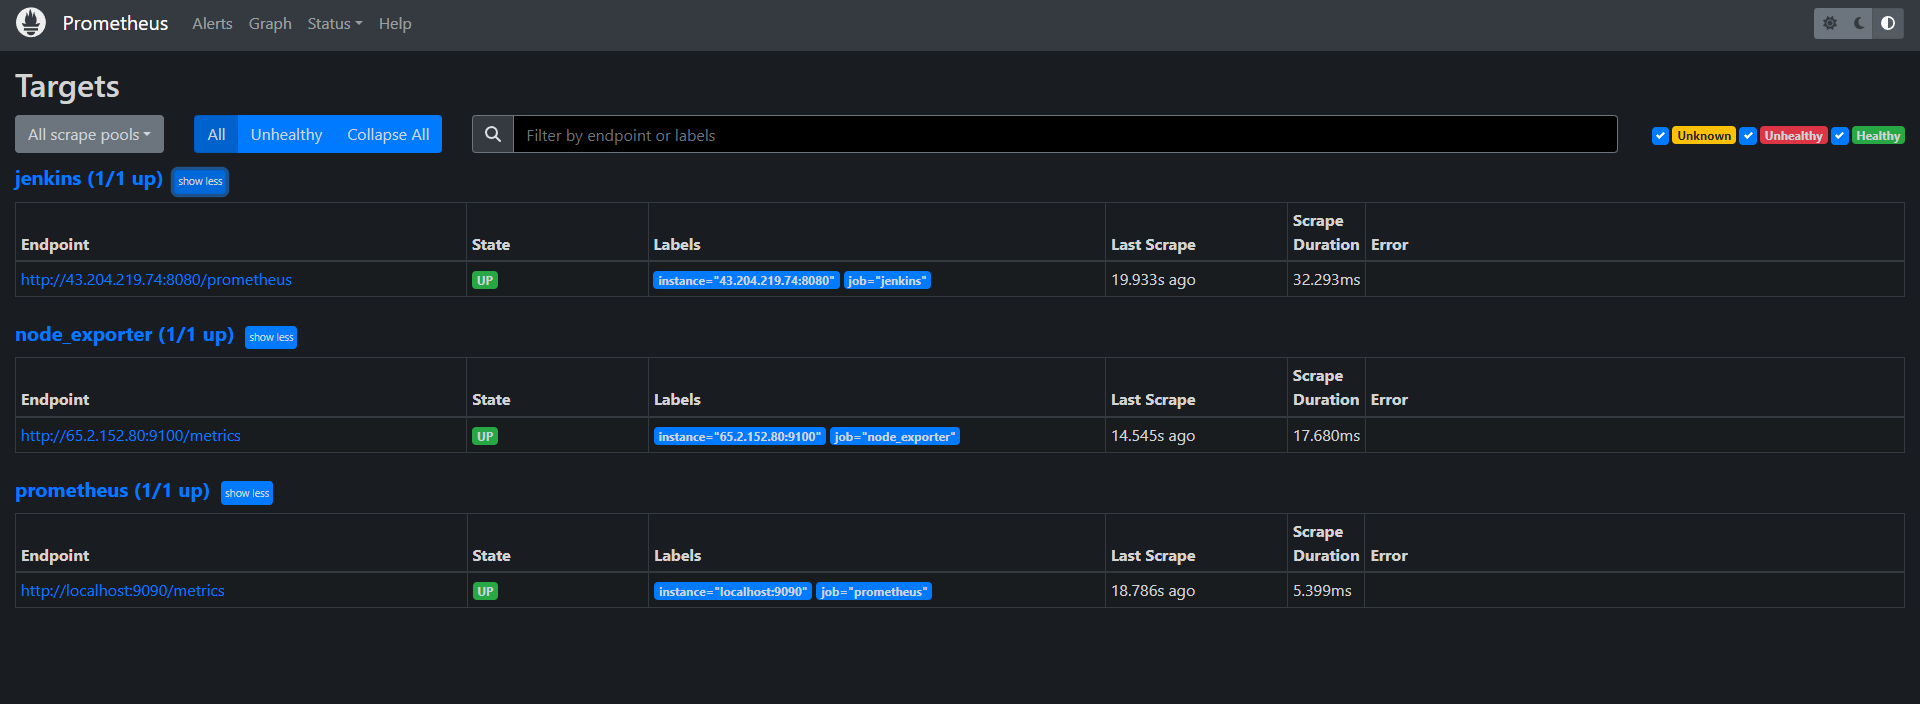 Prometheus Alerts Graph Status Help
Targets
All scrape pools All Unhealthy Collapse All Filter by endpoint or labels Unknown Unhealthy Healthy
jenkins (1/1 up) show less
Endpoint State Labels Last Scrape Scrape Duration Error
http://43.204.219.74:8080/prometheus UP instance="43.204.219.74:8080" job="jenkins" 19.933s ago 32.293ms
node_exporter (1/1 up) show less
Endpoint State Labels Last Scrape Scrape Duration Error
http://65.2.152.80:9100/metrics UP instance="65.2.152.80:9100" job="node_exporter" 14.545s ago 17.680ms
prometheus (1/1 up) show less
Endpoint State Labels Last Scrape Scrape Duration Error
http://localhost:9090/metrics UP instance="localhost:9090" job="prometheus" 18.786s ago 5.399ms